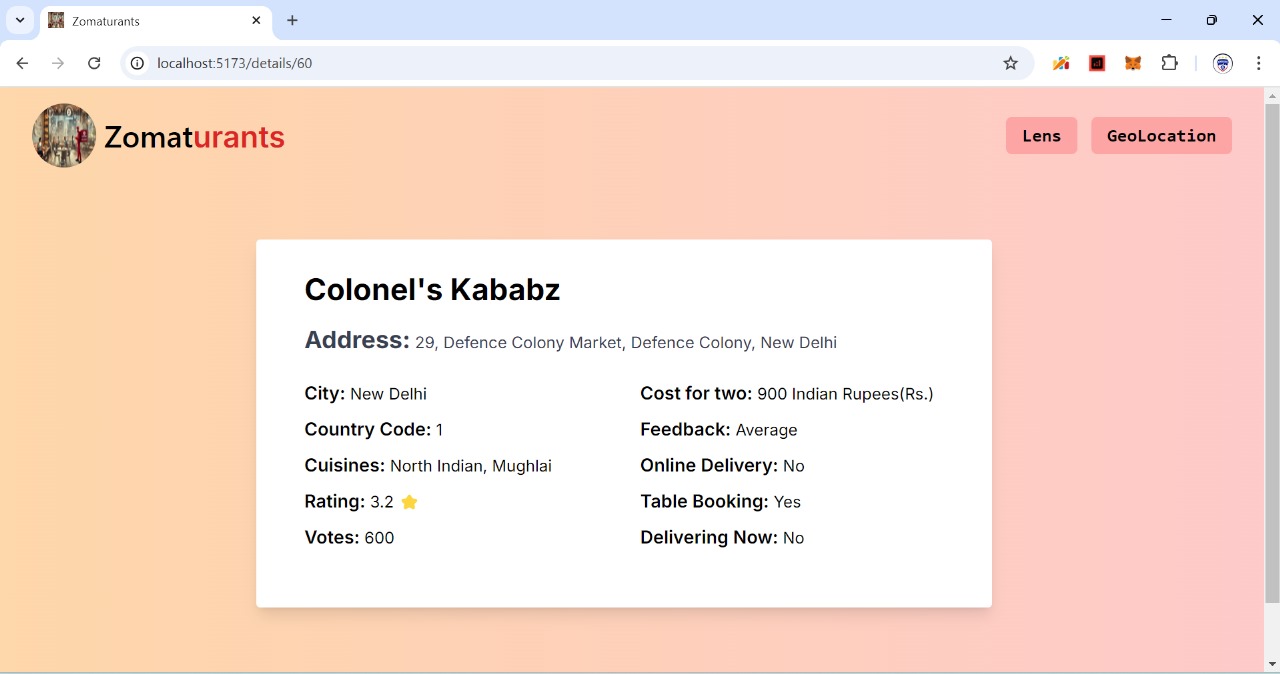 Zomaturants
localhost:5173/details/60
Zomaturants
Lens
GeoLocation
Colonel's Kababz
Address: 29, Defence Colony Market, Defence Colony, New Delhi
City: New Delhi
Country Code: 1
Cuisines: North Indian, Mughlai
Rating: 3.2
Votes: 600
Cost for two: 900 Indian Rupees(Rs.)
Feedback: Average
Online Delivery: No
Table Booking: Yes
Delivering Now: No